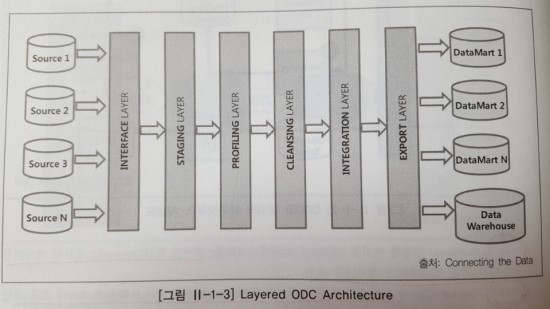 Source 1
Source 2
Source 3
Source N
INTERFACE LAYER
STAGING LAYER
PROFILING LAYER
CLEANSING LAYER
INTEGRATION LAYER
EXPORT LAYER
DataMart 1
DataMart 2
DataMart N
Data
Warehouse
출처: Connecting the Data
[그림 Ⅱ-1-3] Layered ODC Architecture